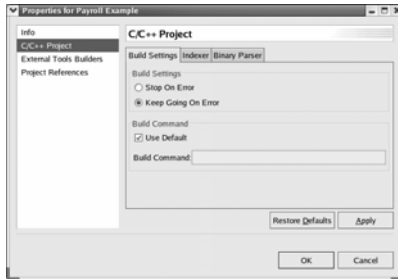 Properties for Payroll Example
Info
C/C++ Project
External Tools Builders
Project References
C/C++ Project
Build Settings Indexer Binary Parser
Build Settings
Stop On Error
Keep Going On Error
Build Command
Use Default
Build Command:
Restore Defaults Apply
OK Cancel